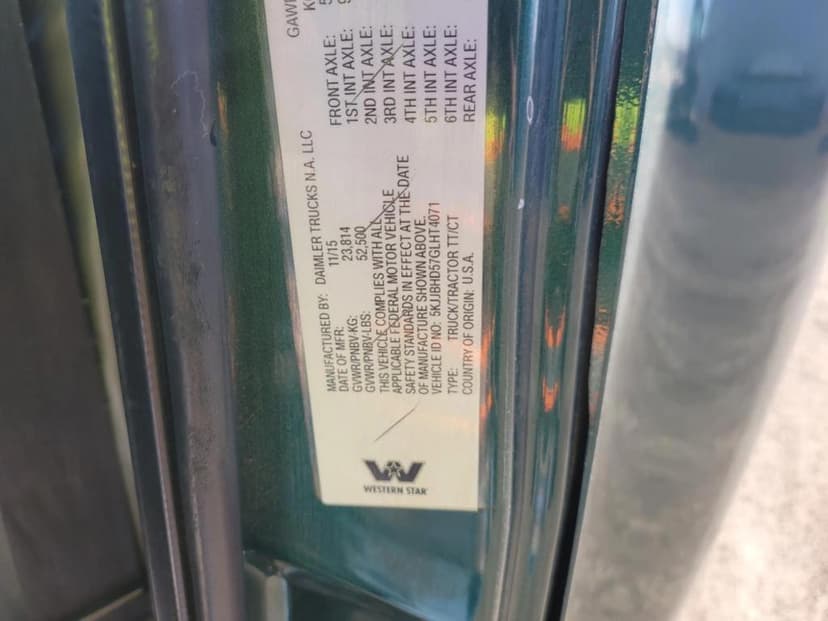 MANUFACTURED BY: DAIMLER TRUCKS N.A. LLC
DATE OF MFR: 11/15
GVWR/PNBV-KG: 23,814
GVWR/PNBV-LBS: 52,500
THIS VEHICLE COMPLIES WITH ALL
APPLICABLE FEDERAL MOTOR VEHICLE
SAFETY STANDARDS IN EFFECT AT THE DATE
OF MANUFACTURE SHOWN ABOVE.
VEHICLE ID NO: 5KJJBHD57GLHT4071
TYPE: TRUCK/TRACTOR TT/CT
COUNTRY OF ORIGIN: U.S.A.
FRONT AXLE:
1ST INT AXLE:
2ND INT AXLE:
3RD INT AXLE:
4TH INT AXLE:
5TH INT AXLE:
6TH INT AXLE:
REAR AXLE:
WESTERN STAR